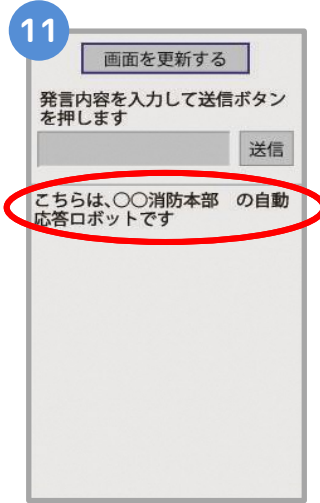 11
画面を更新する
発言内容を入力して送信ボタン
を押します
送信
こちらは、〇〇消防本部　の自動
応答ロボットです